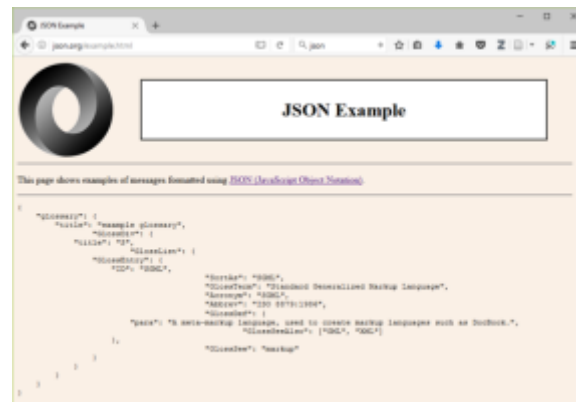 JSON Example
json.org/example.html
json
JSON Example
This page shows examples of messages formatted using JSON (JavaScript Object Notation).
{
"glossary": {
"title": "example glossary",
"GlossDiv": {
"title": "S",
"GlossList": {
"GlossEntry": {
"ID": "SGML",
"SortAs": "SGML",
"GlossTerm": "Standard Generalized Markup Language",
"Acronym": "SGML",
"Abbrev": "ISO 8879:1986",
"GlossDef": {
"para": "A meta-markup language, used to create markup languages such as DocBook.",
"GlossSeeAlso": ["GML", "XML"]
},
"GlossSee": "markup"
}
}
}
}
}